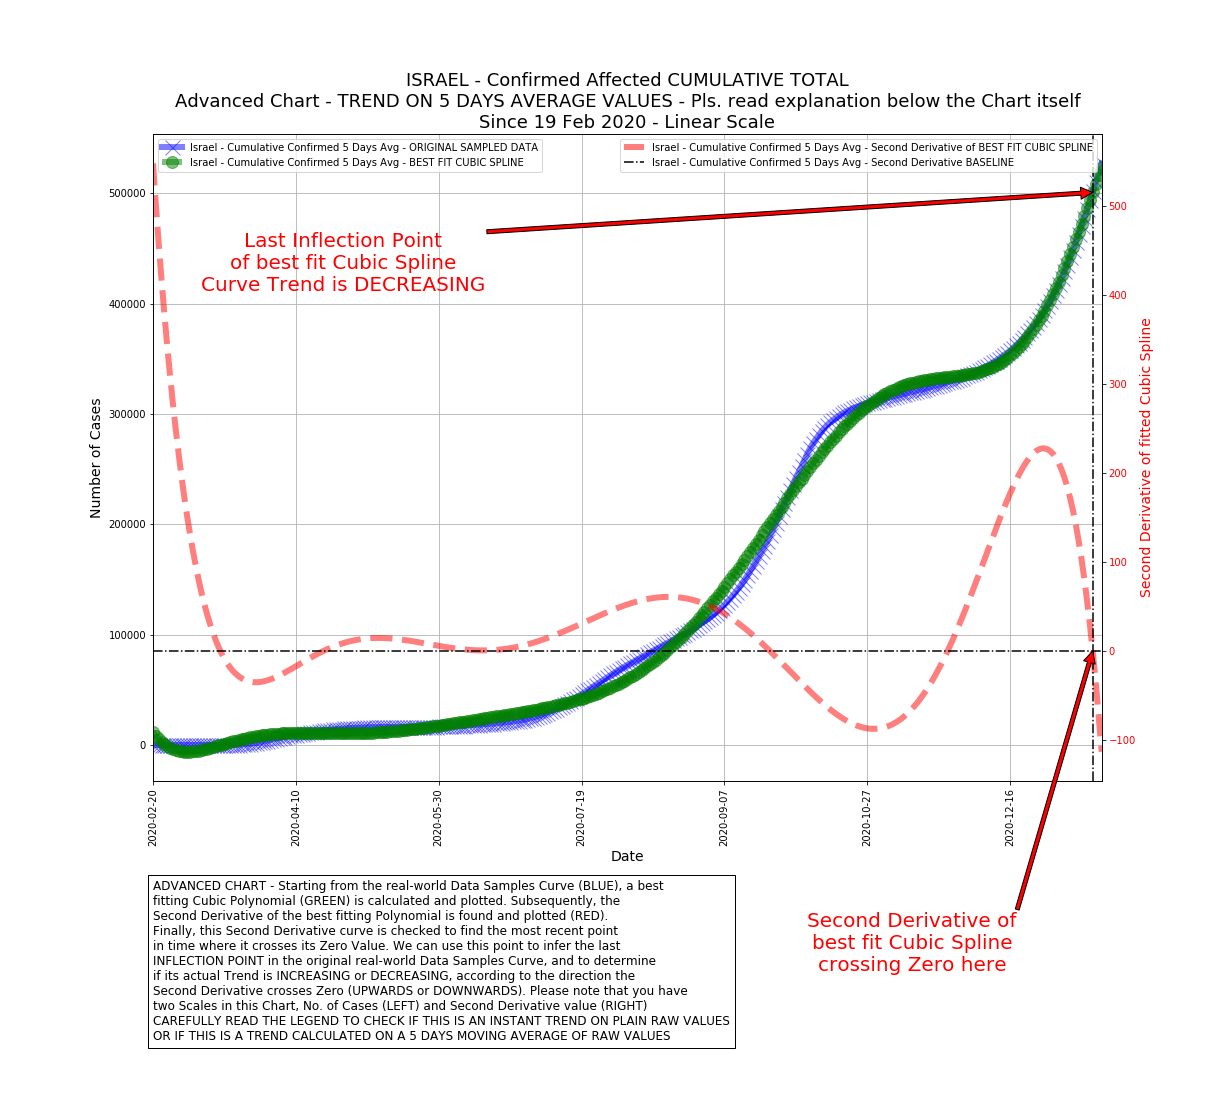 ISRAEL - Confirmed Affected CUMULATIVE TOTAL
Advanced Chart - TREND ON 5 DAYS AVERAGE VALUES - Pls. read explanation below the Chart itself
Since 19 Feb 2020 - Linear Scale
Israel - Cumulative Confirmed 5 Days Avg - ORIGINAL SAMPLED DATA
Israel - Cumulative Confirmed 5 Days Avg - BEST FIT CUBIC SPLINE
Israel - Cumulative Confirmed 5 Days Avg - Second Derivative of BEST FIT CUBIC SPLINE
Israel - Cumulative Confirmed 5 Days Avg - Second Derivative BASELINE
Last Inflection Point
of best fit Cubic Spline
Curve Trend is DECREASING
Number of Cases
500000
400000
300000
200000
100000
0
500
400
300
200
100
0
−100
Second Derivative of fitted Cubic Spline
2020-02-20
2020-04-10
2020-05-30
2020-07-19
2020-09-07
2020-10-27
2020-12-16
Date
Second Derivative of
best fit Cubic Spline
crossing Zero here
ADVANCED CHART - Starting from the real-world Data Samples Curve (BLUE), a best
fitting Cubic Polynomial (GREEN) is calculated and plotted. Subsequently, the
Second Derivative of the best fitting Polynomial is found and plotted (RED).
Finally, this Second Derivative curve is checked to find the most recent point
in time where it crosses its Zero Value. We can use this point to infer the last
INFLECTION POINT in the original real-world Data Samples Curve, and to determine
if its actual Trend is INCREASING or DECREASING, according to the direction the
Second Derivative crosses Zero (UPWARDS or DOWNWARDS). Please note that you have
two Scales in this Chart, No. of Cases (LEFT) and Second Derivative value (RIGHT)
CAREFULLY READ THE LEGEND TO CHECK IF THIS IS AN INSTANT TREND ON PLAIN RAW VALUES
OR IF THIS IS A TREND CALCULATED ON A 5 DAYS MOVING AVERAGE OF RAW VALUES